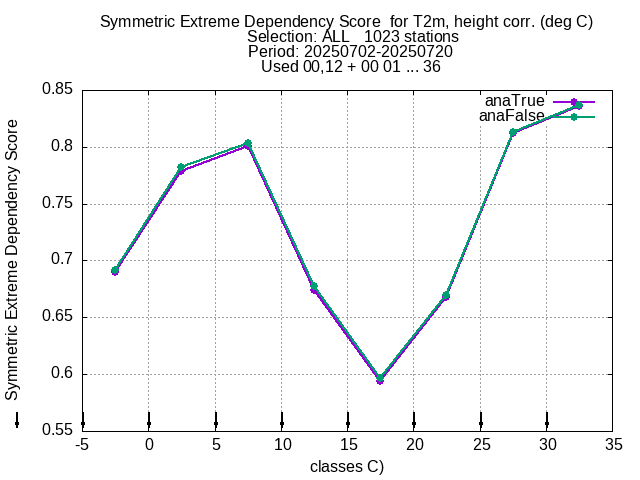 Symmetric Extreme Dependency Score  for T2m, height corr. (deg C)
Selection: ALL   1023 stations
Period: 20250702-20250720
Used 00,12 + 00 01 ... 36
Symmetric Extreme Dependency Score
0.85
0.8
0.75
0.7
0.65
0.6
0.55
anaTrue
anaFalse
-5 0 5 10 15 20 25 30 35
classes C)